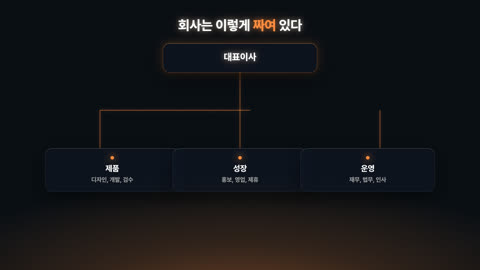 회사는 이렇게 짜여 있다
대표이사
제품
디자인, 개발, 검수
성장
홍보, 영업, 제휴
운영
재무, 법무, 인사